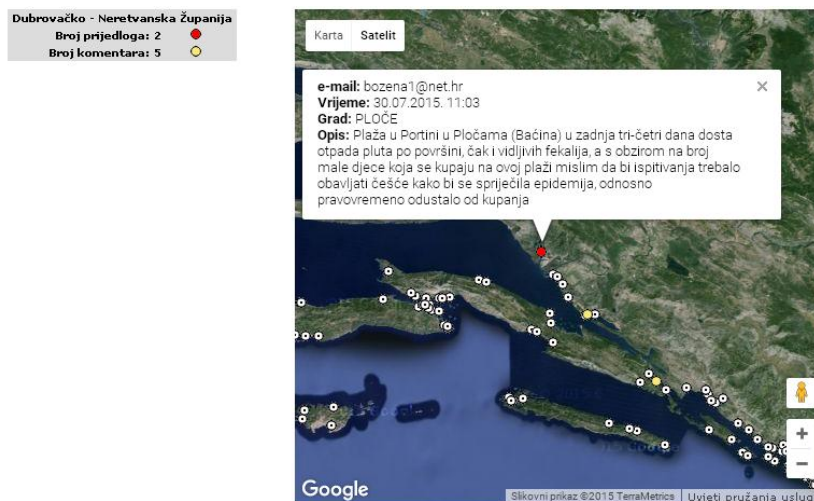 Dubrovačko - Neretvanska Županija
Broj prijedloga: 2
Broj komentara: 5
Karta Satelit
e-mail: bozena1@net.hr
Vrijeme: 30.07.2015. 11:03
Grad: PLOČE
Opis: Plaža u Portini u Pločama (Baćina) u zadnja tri-četri dana dosta
otpada pluta po površini, čak i vidljivih fekalija, a s obzirom na broj
male djece koja se kupaju na ovoj plaži mislim da bi ispitivanja trebalo
obavljati češće kako bi se spriječila epidemija, odnosno
pravovremeno odustalo od kupanja
Google
Slikovni prikaz ©2015 TerraMetrics Uvjeti pružanja uslug